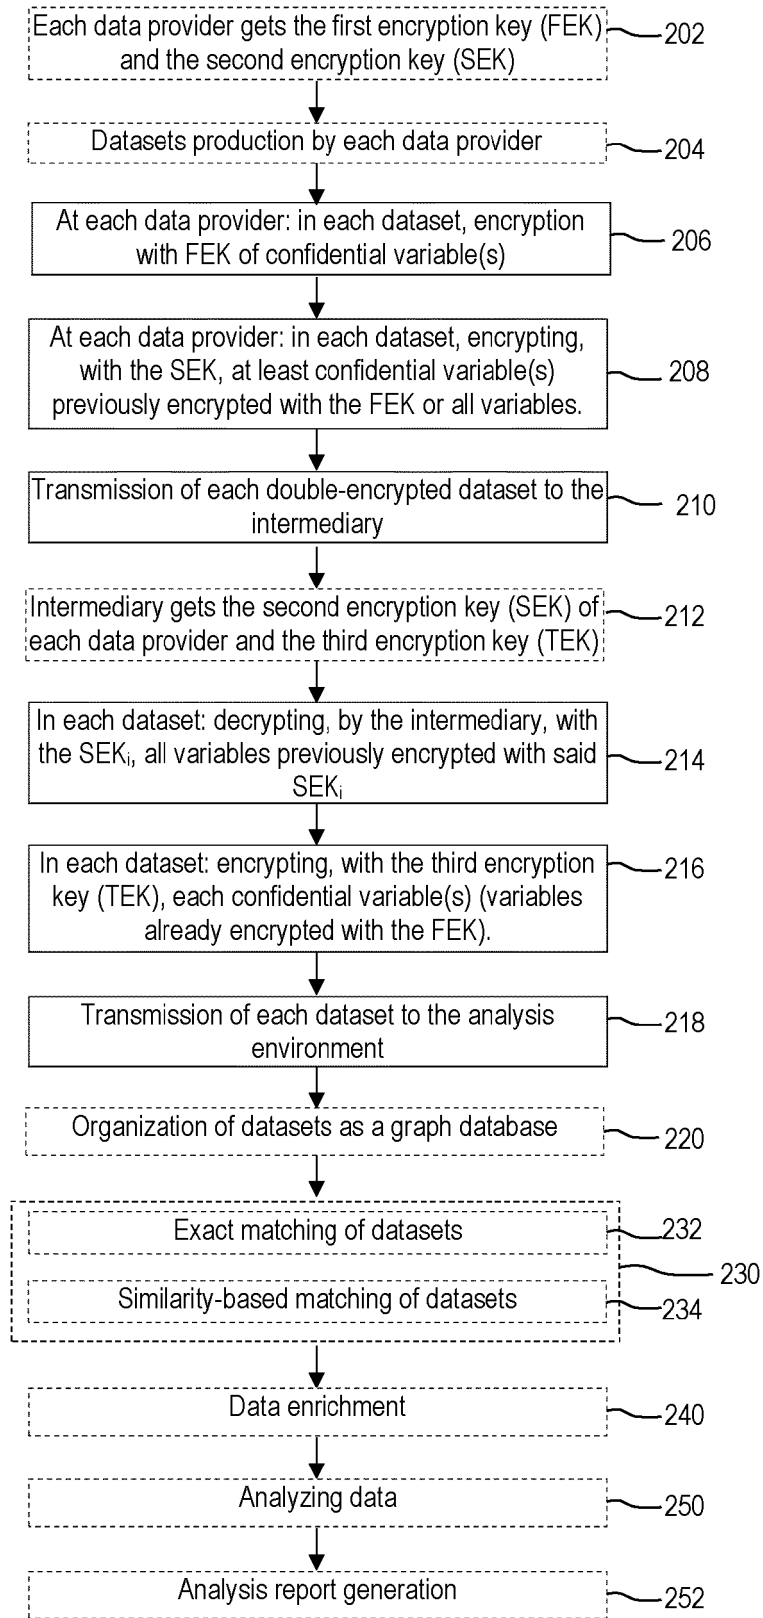 Each data provider gets the first encryption key (FEK)
and the second encryption key (SEK)
202
Datasets production by each data provider
204
At each data provider: in each dataset, encryption
with FEK of confidential variable(s)
206
At each data provider: in each dataset, encrypting,
with the SEK, at least confidential variable(s)
previously encrypted with the FEK or all variables.
208
Transmission of each double-encrypted dataset to the
intermediary
210
Intermediary gets the second encryption key (SEK) of
each data provider and the third encryption key (TEK)
212
In each dataset: decrypting, by the intermediary, with
the SEKi, all variables previously encrypted with said
SEKi
214
In each dataset: encrypting, with the third encryption
key (TEK), each confidential variable(s) (variables
already encrypted with the FEK).
216
Transmission of each dataset to the analysis
environment
218
Organization of datasets as a graph database
220
Exact matching of datasets
232
230
Similarity-based matching of datasets
234
Data enrichment
240
Analyzing data
250
Analysis report generation
252